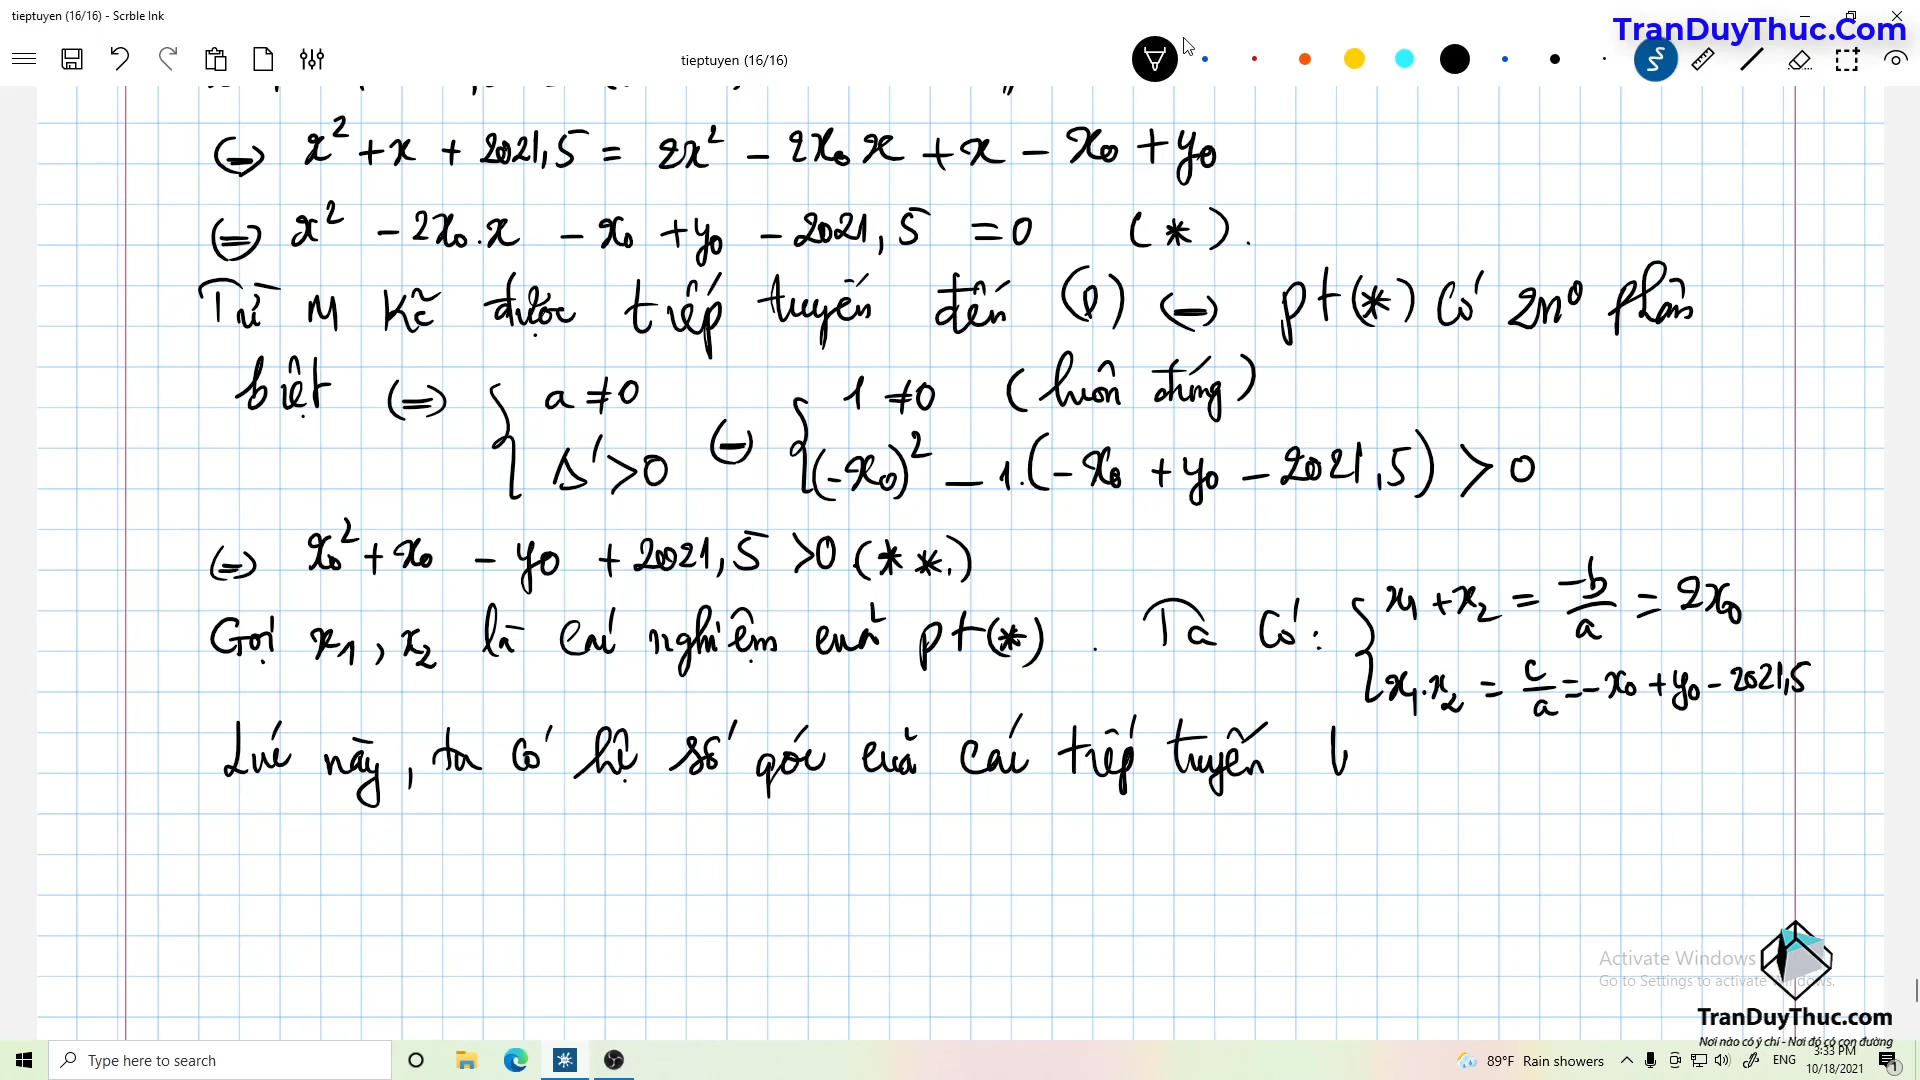 tieptuyen (16/16) - Scrble Ink
TranDuyThuc.Com
tieptuyen (16/16)
(=) x² + x + 2021,5 = 2x² - 2x₀x + x - x₀ + y₀
(=) x² - 2x₀.x - x₀ + y₀ - 2021,5 = 0 (*).
Từ M kẽ được tiếp tuyến đến (P) (=) pt(*) có 2n⁰ phân
biệt (=) { a ≠ 0 (=) { 1 ≠ 0 (luôn đúng)
Δ' > 0 (-x₀)² - 1.(-x₀ + y₀ - 2021,5) > 0
(=) x₀² + x₀ - y₀ + 2021,5 > 0 (**)
Gọi x₁, x₂ là các nghiệm của pt(*). Ta có: { x₁ + x₂ = -b/a = 2x₀
x₁.x₂ = c/a = -x₀ + y₀ - 2021,5
Lúc này, ta có hệ số góc của các tiếp tuyến
Activate Windows
Go to Settings to activate Windows.
TranDuyThuc.com
Nơi nào có ý chí - Nơi đó có con đường
Type here to search
89°F Rain showers
ENG
3:33 PM
10/18/2021
1